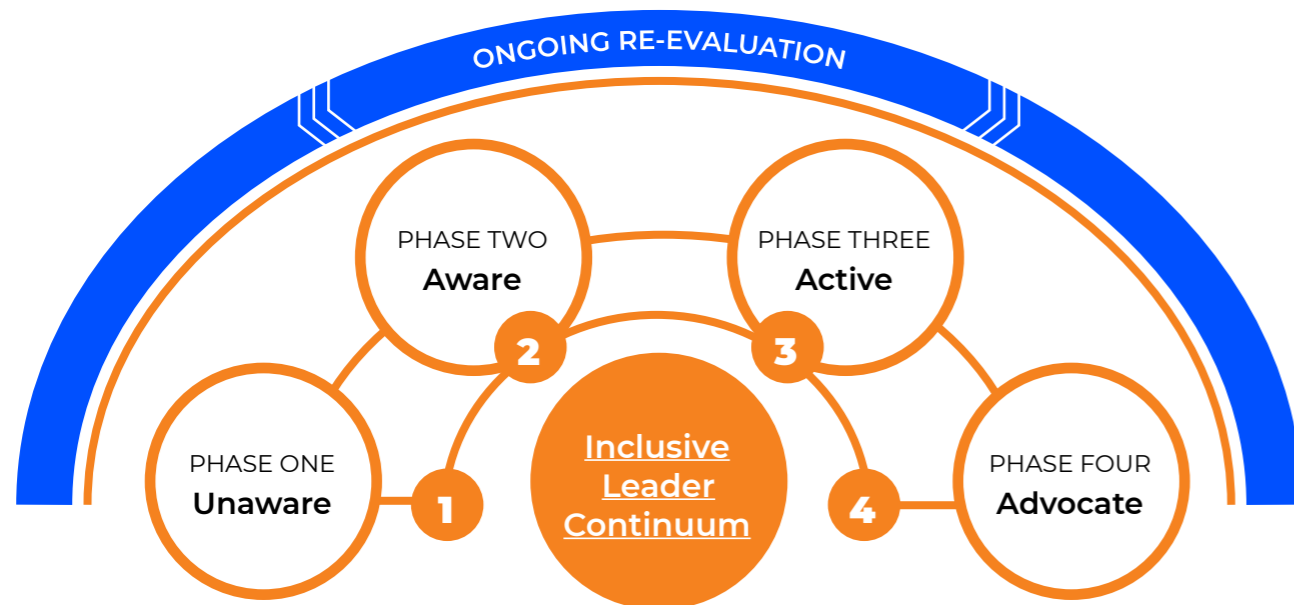 ONGOING RE-EVALUATION
PHASE TWO
Aware
PHASE THREE
Active
2
3
PHASE ONE
Unaware
1
Inclusive
Leader
Continuum
4
PHASE FOUR
Advocate